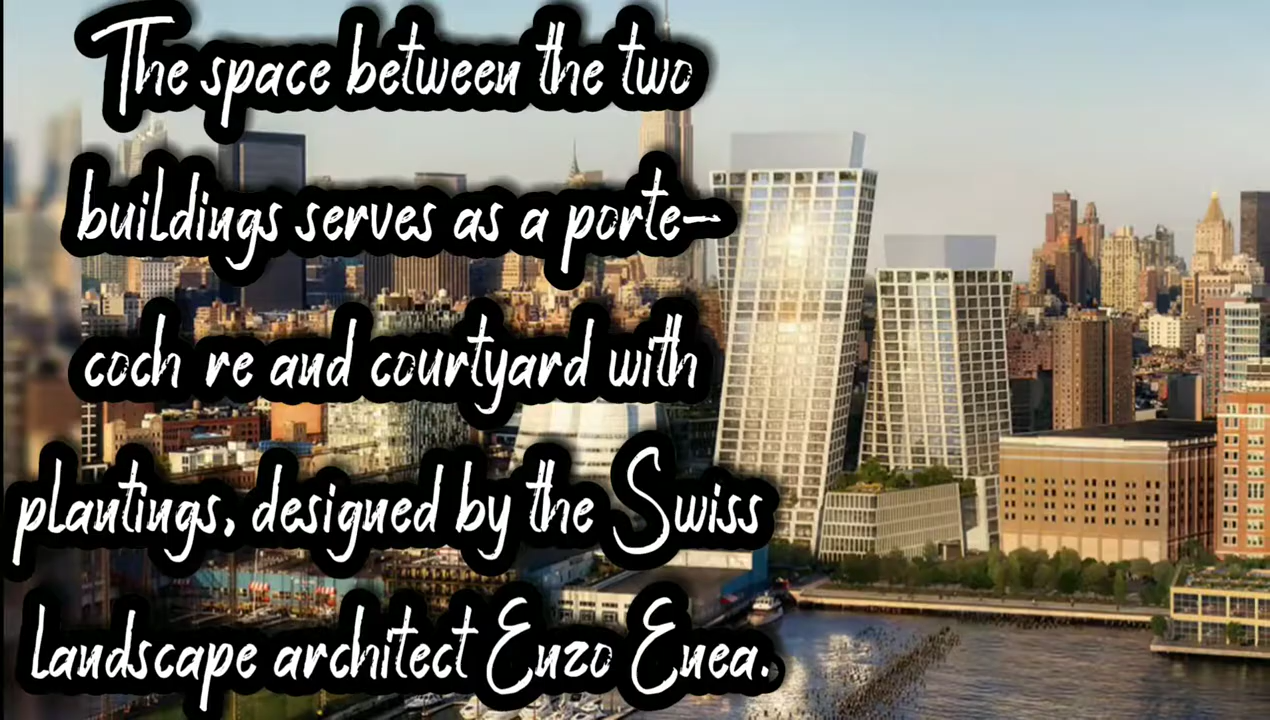 The space between the two
buildings serves as a porte-
coch re and courtyard with
plantings, designed by the Swiss
landscape architect Enzo Enea.